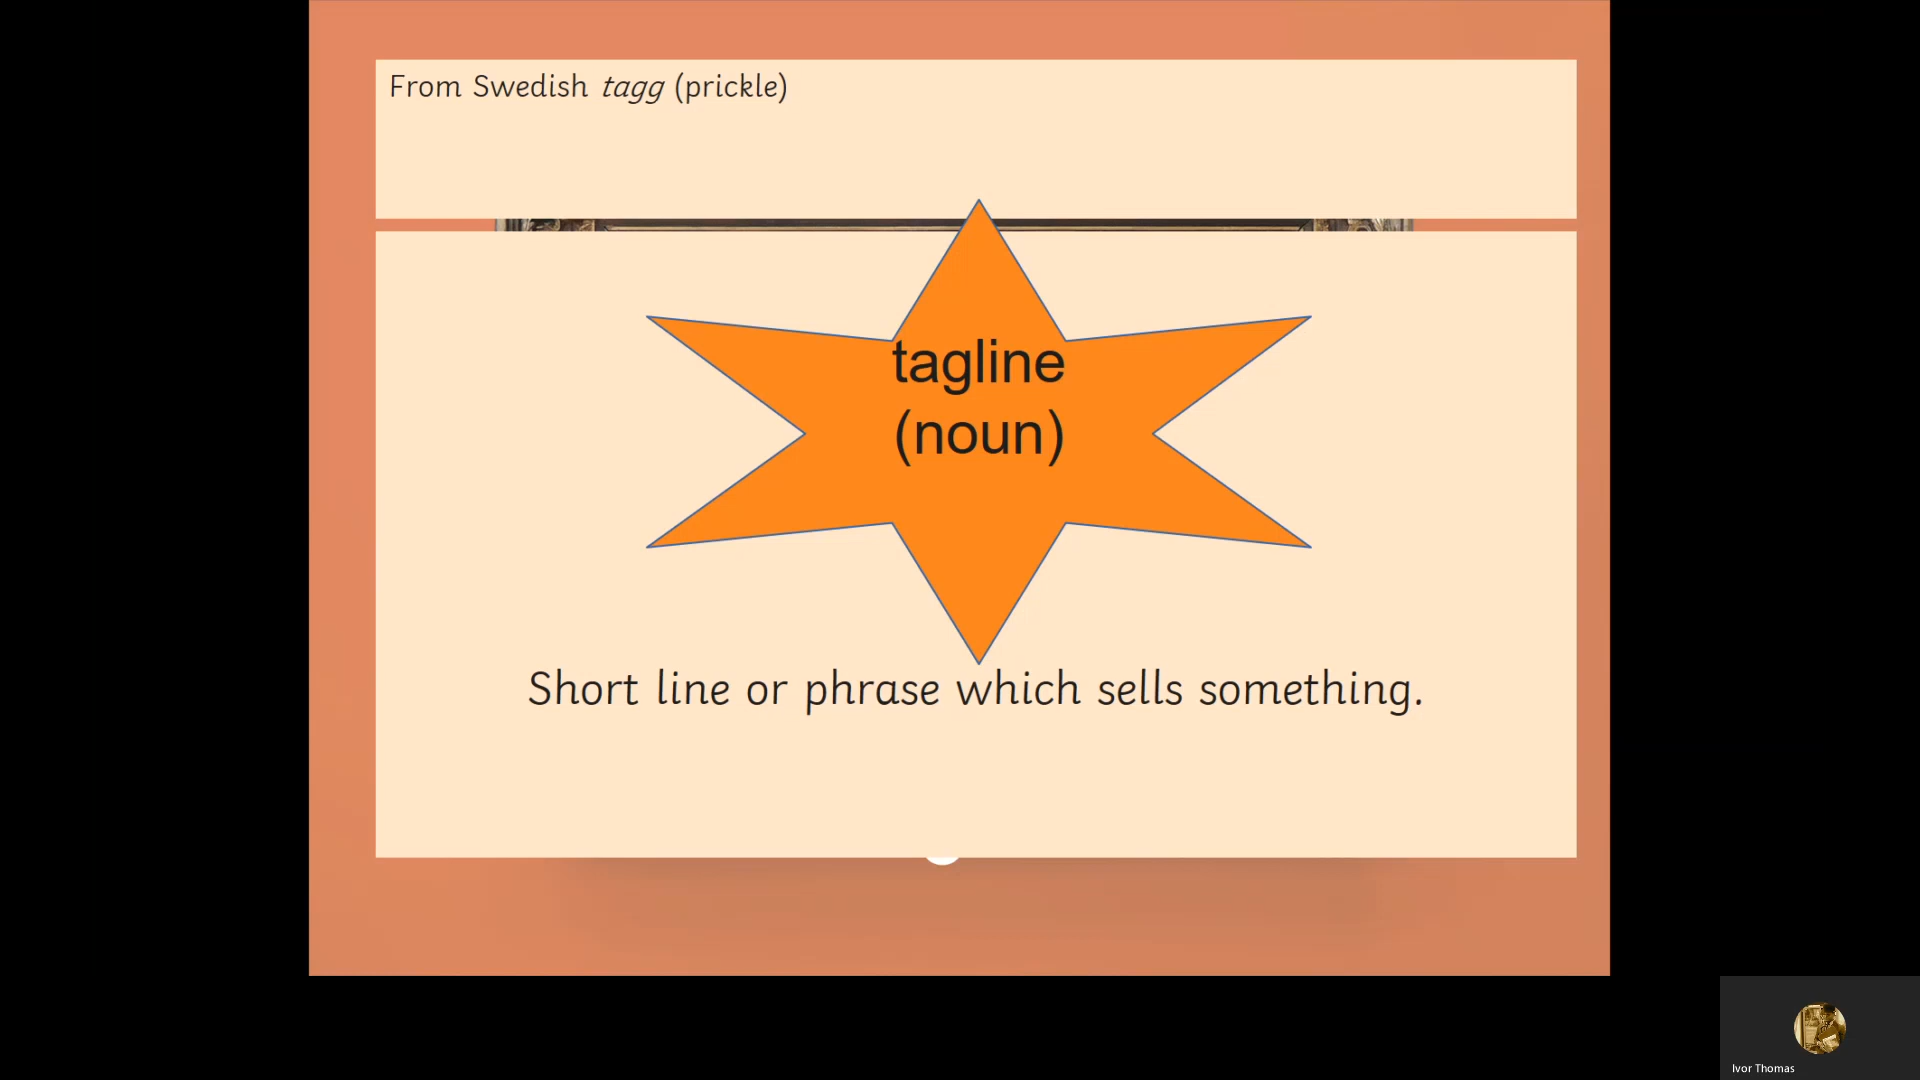 From Swedish tagg (prickle)
tagline
(noun)
Short line or phrase which sells something.
Ivor Thomas